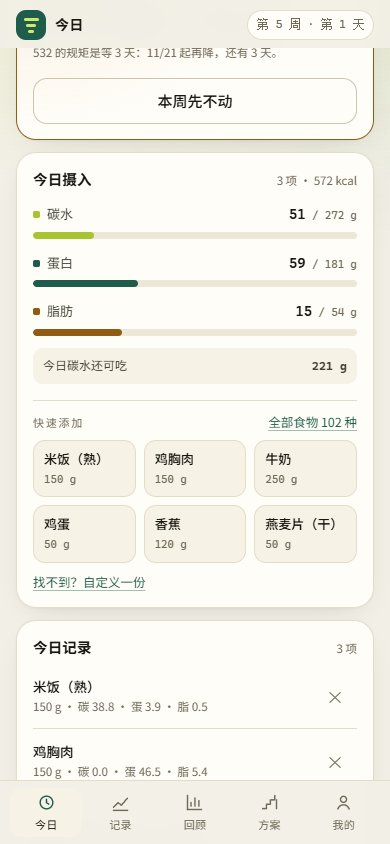 今日
第 5 周 · 第 1 天
532 的规矩是等 3 天：11/21 起再降，还有 3 天。
本周先不动
今日摄入
3 项 · 572 kcal
碳水
51 / 272 g
蛋白
59 / 181 g
脂肪
15 / 54 g
今日碳水还可吃
221 g
快速添加
全部食物 102 种
米饭（熟）
150 g
鸡胸肉
150 g
牛奶
250 g
鸡蛋
50 g
香蕉
120 g
燕麦片（干）
50 g
找不到？自定义一份
今日记录
3 项
米饭（熟）
150 g · 碳 38.8 · 蛋 3.9 · 脂 0.5
鸡胸肉
150 g · 碳 0.0 · 蛋 46.5 · 脂 5.4
今日
记录
回顾
方案
我的